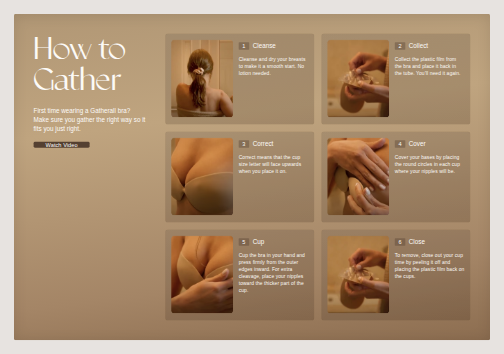 How to
Gather
First time wearing a Gatherall bra?
Make sure you gather the right way so it
fits you just right.
Watch Video
1 Cleanse
Cleanse and dry your breasts
to make it a smooth start. No
lotion needed.
2 Collect
Collect the plastic film from
the bra and place it back in
the tube. You'll need it again.
3 Correct
Correct means that the cup
size letter will face upwards
when you place it on.
4 Cover
Cover your bases by placing
the round circles in each cup
where your nipples will be.
5 Cup
Cup the bra in your hand and
press firmly from the outer
edges inward. For extra
cleavage, place your nipples
toward the thicker part of the
cup.
6 Close
To remove, close out your cup
time by peeling it off and
placing the plastic film back on
the cups.